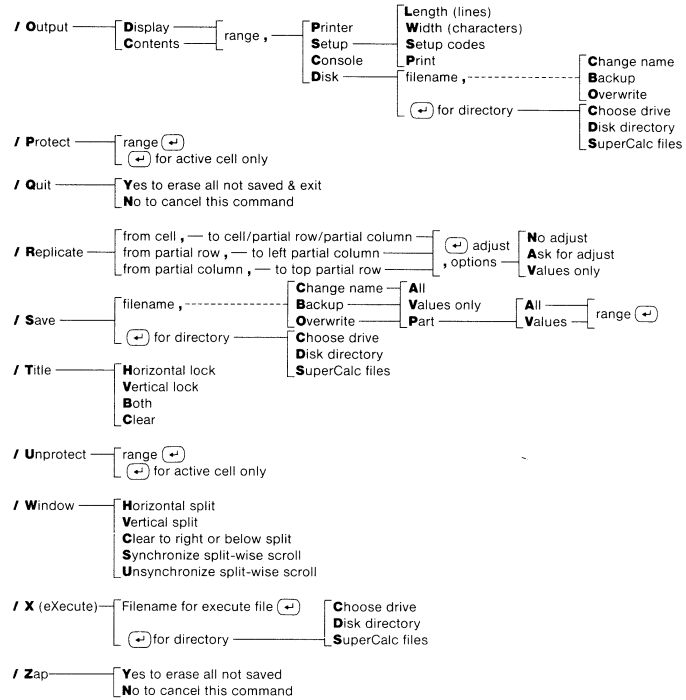 Length (lines)
/ Output Display Printer Width (characters)
Contents range , Setup Setup codes
Console Print Change name
Disk filename , Backup
Overwrite
↵ for directory Choose drive
/ Protect range ↵ Disk directory
↵ for active cell only SuperCalc files
/ Quit Yes to erase all not saved & exit
No to cancel this command
from cell , — to cell/partial row/partial column ↵ adjust No adjust
/ Replicate from partial row , — to left partial column , options Ask for adjust
from partial column , — to top partial row Values only
Change name All
filename , Backup Values only All
/ Save Overwrite Part Values range ↵
↵ for directory Choose drive
Disk directory
/ Title Horizontal lock SuperCalc files
Vertical lock
Both
Clear
/ Unprotect range ↵
↵ for active cell only
/ Window Horizontal split
Vertical split
Clear to right or below split
Synchronize split-wise scroll
Unsynchronize split-wise scroll
/ X (eXecute) Filename for execute file ↵ Choose drive
Disk directory
↵ for directory SuperCalc files
/ Zap Yes to erase all not saved
No to cancel this command